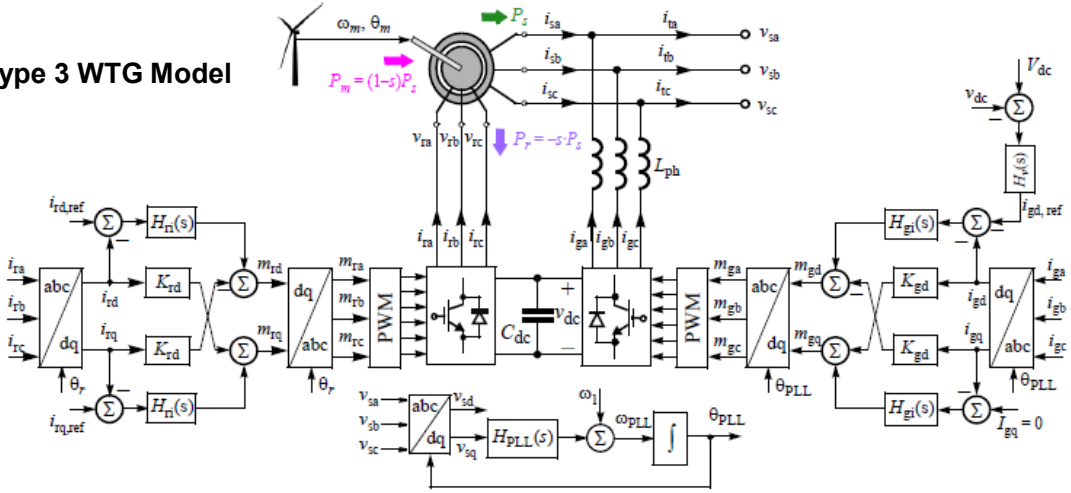 ype 3 WTG Model
ωm, θm
Pm = (1–s)Ps
Ps
Pr = –s·Ps
isa
isb
isc
ita
itb
itc
vsa
vsb
vsc
vra
vrb
vrc
Lph
ira
irb
irc
iga
igb
igc
Vdc
vdc
−
Σ
Hv(s)
igd, ref
ird,ref
Σ
−
Hri(s)
ira
irb
irc
abc
dq
ird
irq
Krd
Krd
θr
irq,ref
Σ
−
Hri(s)
Σ
−
Σ
mrd
mrq
dq
abc
θr
mra
mrb
mrc
PWM
Cdc
+
vdc
−
PWM
mga
mgb
mgc
abc
dq
θPLL
mgd
mgq
Σ
−
Σ
Hgi(s)
Kgd
Kgd
Hgi(s)
Σ
−
−
igd
igq
dq
abc
θPLL
iga
igb
igc
−
Σ
Igq = 0
vsa
vsb
vsc
abc
dq
vsd
vsq
HPLL(s)
ω1
Σ
ωPLL
∫
θPLL